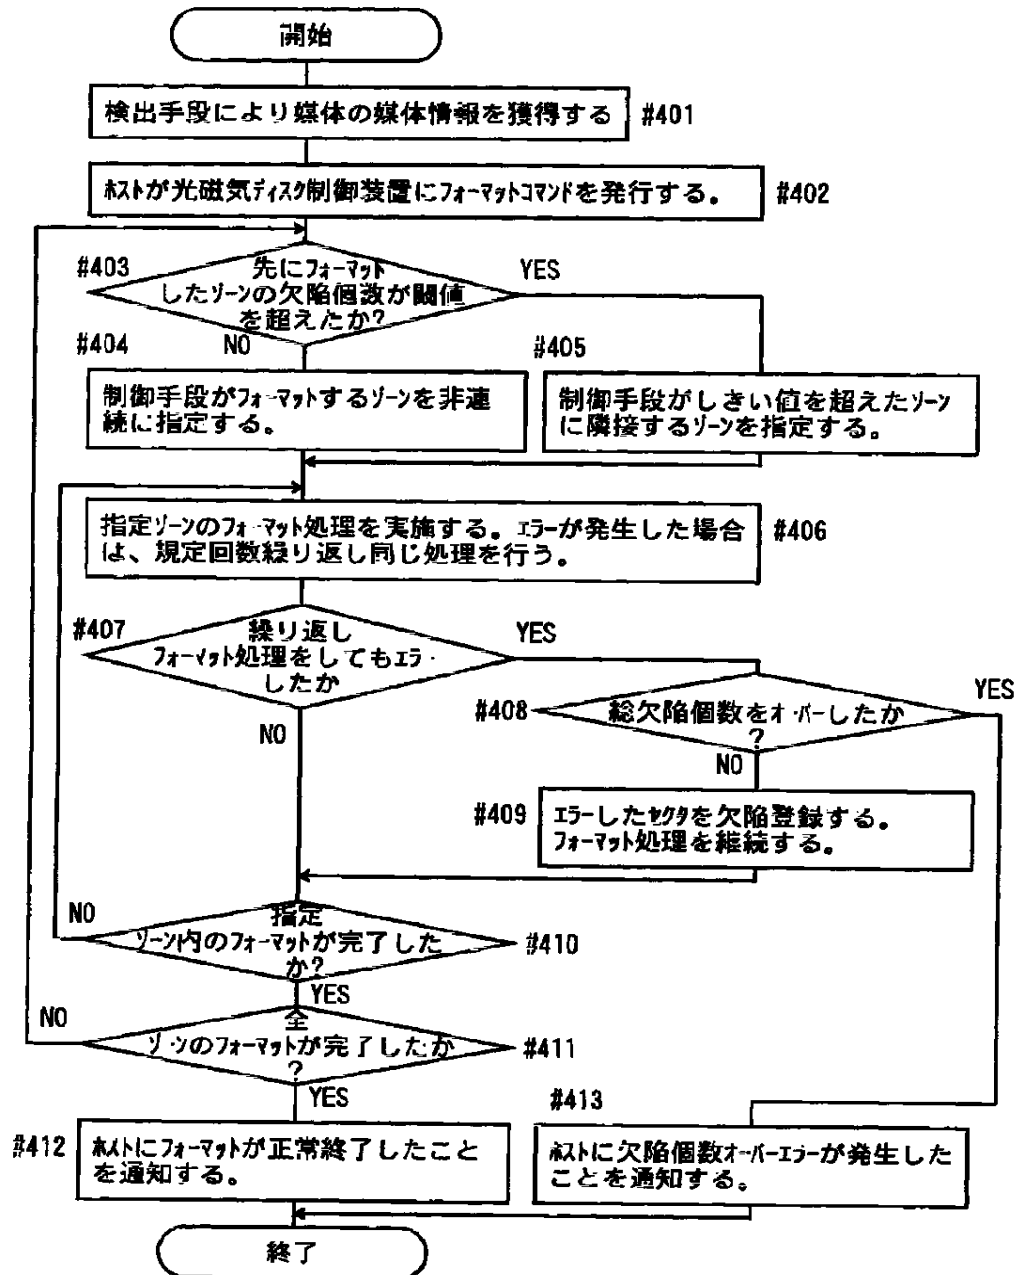 開始
検出手段により媒体の媒体情報を獲得する
#401
ホストが光磁気ディスク制御装置にフォーマットコマンドを発行する。
#402
#403
先にフォーマット
したゾーンの欠陥個数が閾値
を超えたか?
YES
NO
#404
制御手段がフォーマットするゾーンを非連
続に指定する。
#405
制御手段がしきい値を超えたゾーン
に隣接するゾーンを指定する。
指定ゾーンのフォーマット処理を実施する。エラーが発生した場合
は、規定回数繰り返し同じ処理を行う。
#406
#407
繰り返し
フォーマット処理をしてもエラー
したか
YES
NO
#408
総欠陥個数をオーバーしたか
?
YES
NO
#409
エラーしたセクタを欠陥登録する。
フォーマット処理を継続する。
NO
指定
ゾーン内のフォーマットが完了した
か?
#410
YES
NO
全
ゾーンのフォーマットが完了したか
?
#411
YES
#412
ホストにフォーマットが正常終了したこと
を通知する。
#413
ホストに欠陥個数オーバーエラーが発生した
ことを通知する。
終了